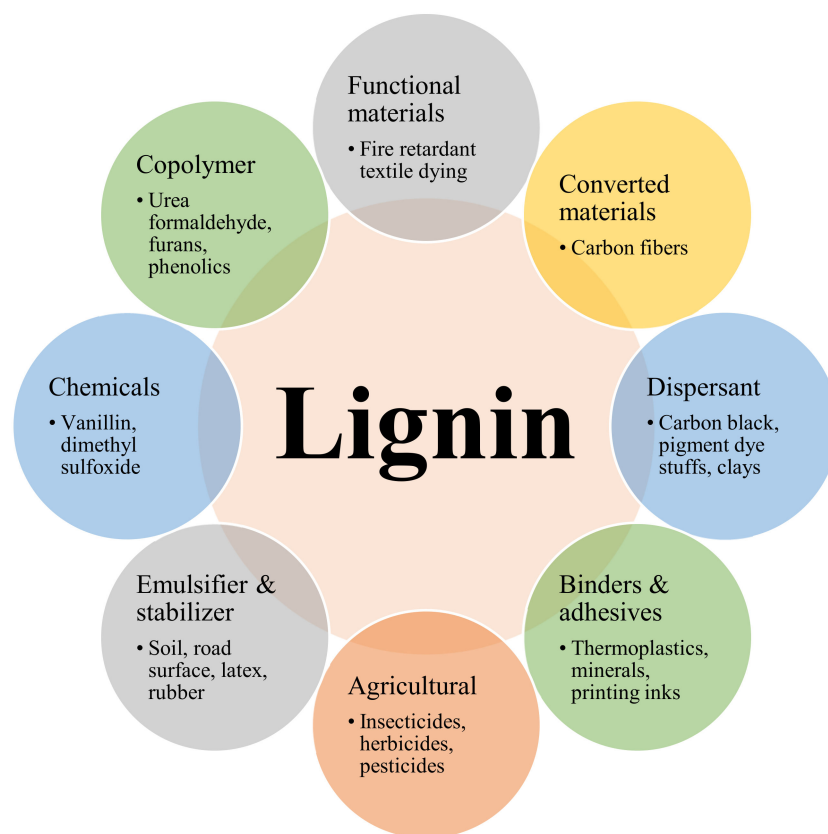 Functional
materials
• Fire retardant
textile dying
Converted
materials
• Carbon fibers
Dispersant
• Carbon black,
pigment dye
stuffs, clays
Binders &
adhesives
• Thermoplastics,
minerals,
printing inks
Agricultural
• Insecticides,
herbicides,
pesticides
Emulsifier &
stabilizer
• Soil, road
surface, latex,
rubber
Chemicals
• Vanillin,
dimethyl
sulfoxide
Copolymer
• Urea
formaldehyde,
furans,
phenolics
Lignin